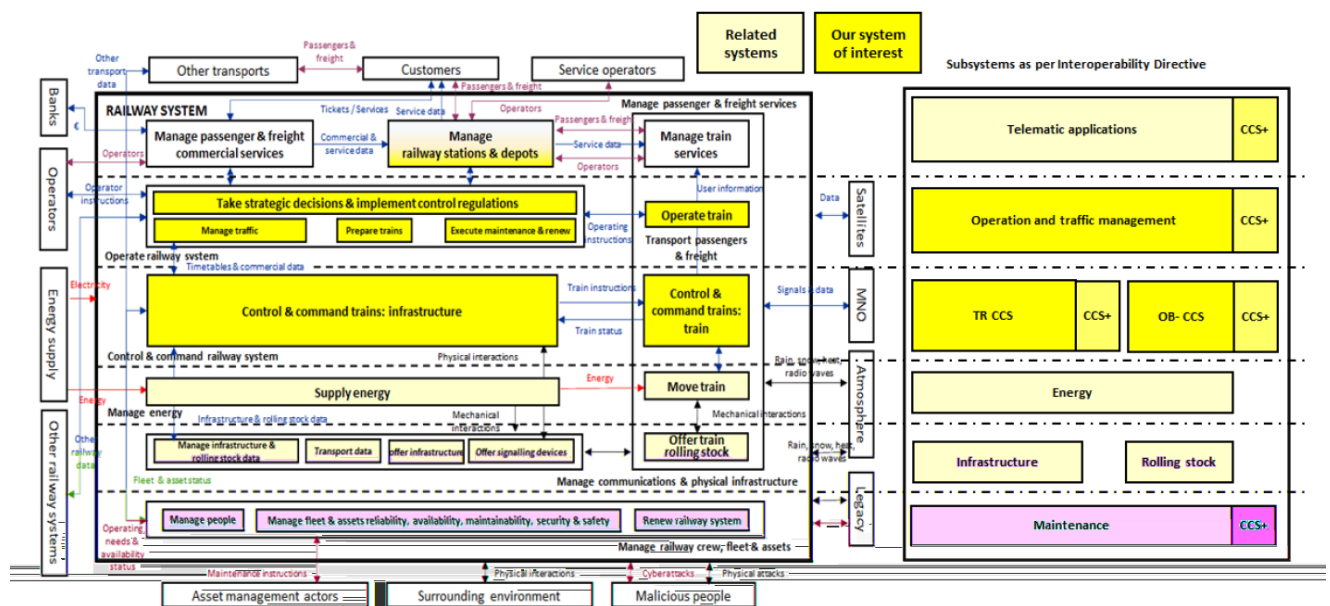 Related
systems
Our system
of interest
Subsystems as per Interoperability Directive
Other
transport
data
Passengers &
freight
Other transports
Customers
Service operators
Passengers & freight
Banks
€
RAILWAY SYSTEM
Tickets / Services
Service data
Operators
Manage passenger & freight services
Manage passenger & freight
commercial services
Commercial &
service data
Manage
railway stations & depots
Passengers & freight
Service data
Operators
Manage train
services
Telematic applications
CCS+
Operators
Operators
Operator
instructions
User information
Take strategic decisions & implement control regulations
Manage traffic
Prepare trains
Execute maintenance & renew
Operate railway system
Operating
instructions
Operate train
Transport passengers
& freight
Data
Satellites
Operation and traffic management
CCS+
Timetables & commercial data
Energy supply
Electricity
Control & command trains: infrastructure
Train instructions
Train status
Control &
command trains:
train
Signals & data
MNO
TR CCS
CCS+
OB- CCS
CCS+
Control & command railway system
Physical interactions
Rain, snow, heat,
radio waves
Supply energy
Energy
Energy
Move train
Atmosphere
Energy
Manage energy
Infrastructure & rolling stock data
Mechanical
interactions
Mechanical interactions
Other railway systems
Other
railway
data
Manage infrastructure &
rolling stock data
Transport data
offer infrastructure
Offer signalling devices
Offer train
rolling stock
Rain, snow, heat,
radio waves
Infrastructure
Rolling stock
Fleet & asset status
Manage communications & physical infrastructure
Manage people
Manage fleet & assets reliability, availability, maintainability, security & safety
Renew railway system
Legacy
Maintenance
CCS+
Operating
needs &
availability
status
Manage railway crew, fleet & assets
Maintenance instructions
Physical interactions
Cyberattacks
Physical attacks
Asset management actors
Surrounding environment
Malicious people